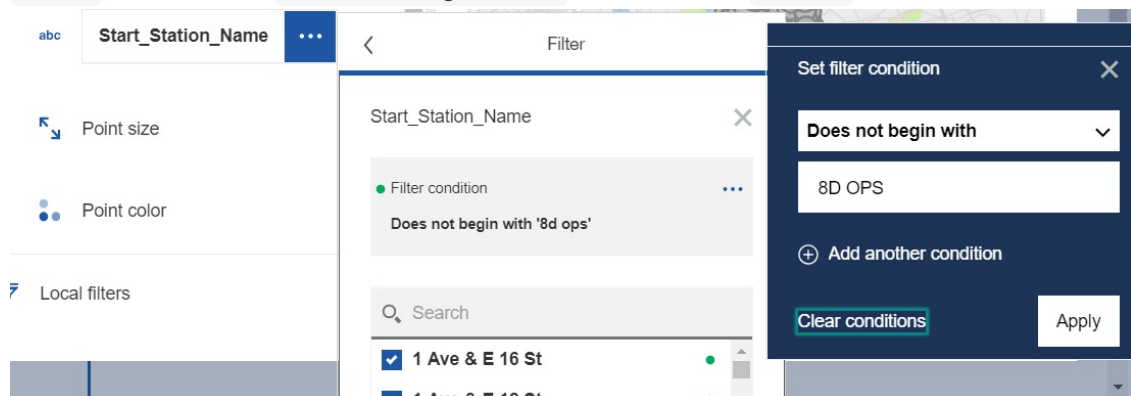 abc Start_Station_Name ...
Point size
Point color
Local filters
Filter
Start_Station_Name
Filter condition ...
Does not begin with '8d ops'
Search
1 Ave & E 16 St
Set filter condition
Does not begin with
8D OPS
Add another condition
Clear conditions
Apply